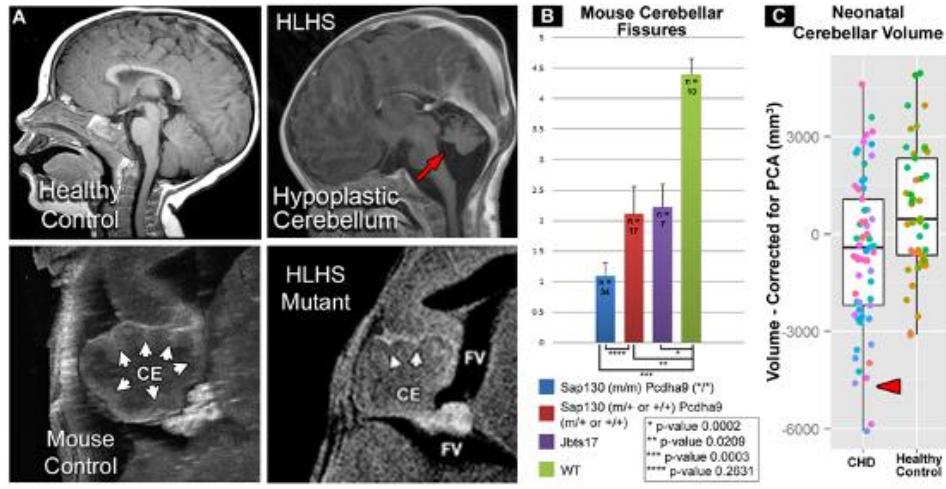 A
HLHS
Healthy
Control
Hypoplastic
Cerebellum
CE
Mouse
Control
HLHS
Mutant
FV
CE
FV
B
Mouse Cerebellar
Fissures
5
4.5
4
3.5
3
2.5
2
1.5
1
0.5
0
n =
34
n =
17
n =
7
n =
10
****
*
**
***
Sap130 (m/m) Pcdha9 (*/*)
Sap130 (m/+ or +/+) Pcdha9
(m/+ or +/+)
Jbts17
WT
* p-value 0.0002
** p-value 0.0209
*** p-value 0.0003
**** p-value 0.2631
C
Neonatal
Cerebellar Volume
Volume - Corrected for PCA (mm³)
3000
0
-3000
-6000
CHD
Healthy
Control